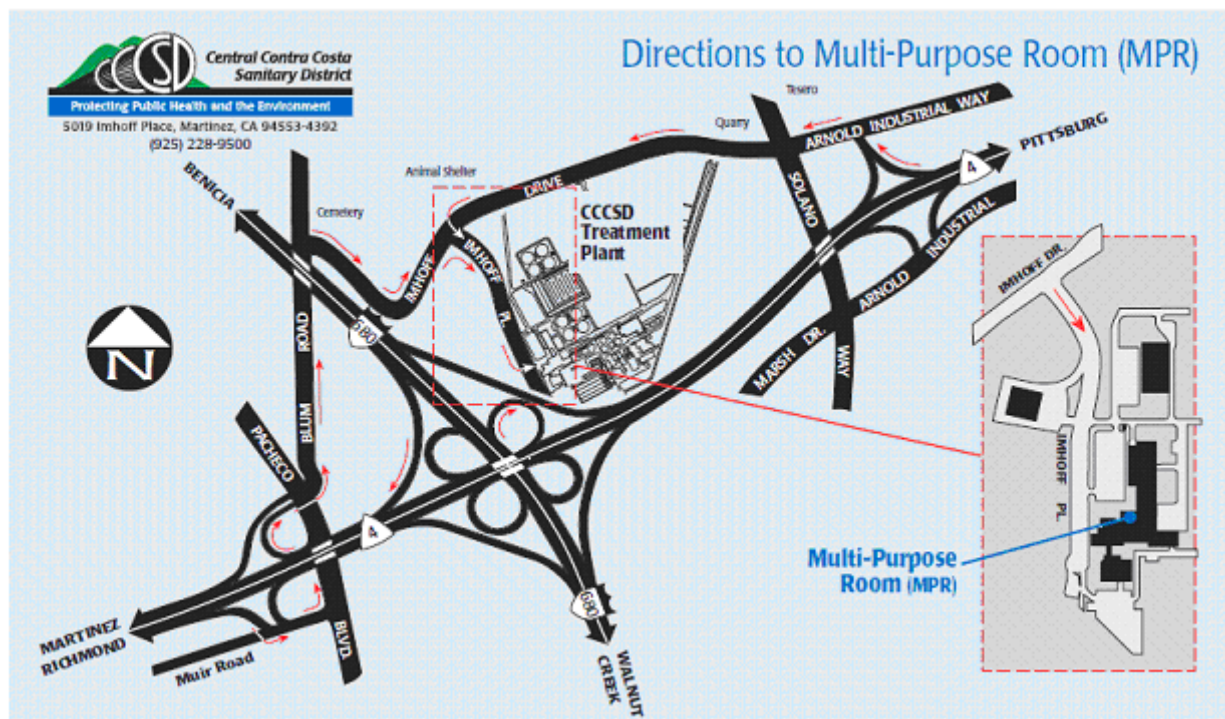 CCCSD
Central Contra Costa
Sanitary District
Protecting Public Health and the Environment
5019 Imhoff Place, Martinez, CA 94553-4392
(925) 228-9500
Directions to Multi-Purpose Room (MPR)
Tesero
Quarry
ARNOLD INDUSTRIAL WAY
PITTSBURG
4
BENICIA
Animal Shelter
Cemetery
DRIVE
SOLANO
WAY
CCCSD
Treatment
Plant
IMHOFF
IMHOFF
PL.
ARNOLD INDUSTRIAL
MARSH DR.
IMHOFF DR.
N
680
BLUM ROAD
PACHECO
BLVD.
4
IMHOFF PL.
Multi-Purpose
Room (MPR)
680
MARTINEZ
RICHMOND
Muir Road
WALNUT
CREEK